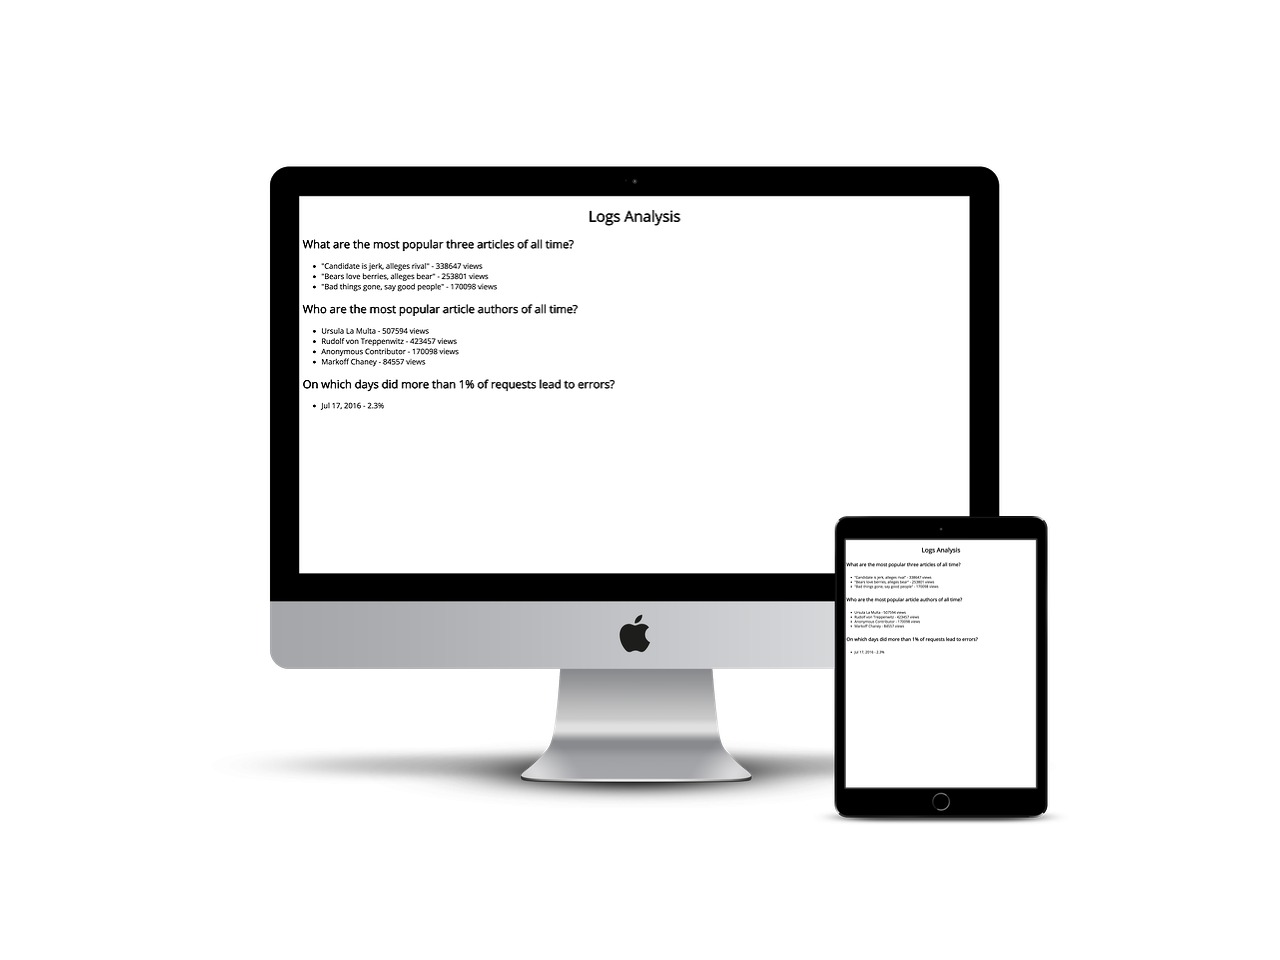 Logs Analysis
What are the most popular three articles of all time?
• "Candidate is jerk, alleges rival" - 338647 views
• "Bears love berries, alleges bear" - 253801 views
• "Bad things gone, say good people" - 170098 views
Who are the most popular article authors of all time?
• Ursula La Multa - 507594 views
• Rudolf von Treppenwitz - 423457 views
• Anonymous Contributor - 170098 views
• Markoff Chaney - 84557 views
On which days did more than 1% of requests lead to errors?
• Jul 17, 2016 - 2.3%
Logs Analysis
What are the most popular three articles of all time?
• "Candidate is jerk, alleges rival" - 338647 views
• "Bears love berries, alleges bear" - 253801 views
• "Bad things gone, say good people" - 170098 views
Who are the most popular article authors of all time?
• Ursula La Multa - 507594 views
• Rudolf von Treppenwitz - 423457 views
• Anonymous Contributor - 170098 views
• Markoff Chaney - 84557 views
On which days did more than 1% of requests lead to errors?
• Jul 17, 2016 - 2.3%